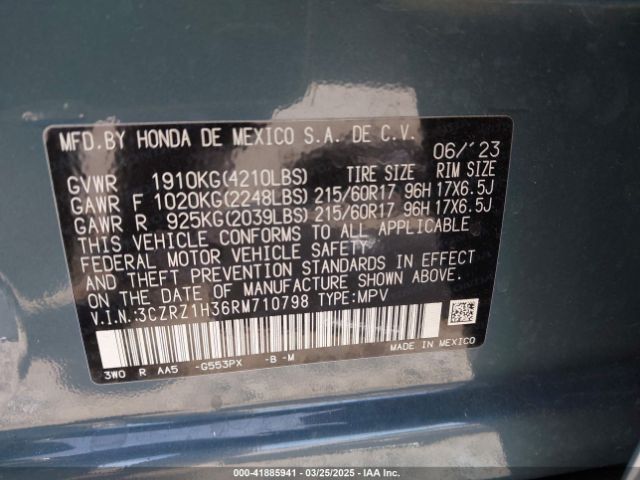 MFD.BY HONDA DE MEXICO S.A. DE C.V.
06/'23
GVWR 1910KG(4210LBS) TIRE SIZE RIM SIZE
GAWR F 1020KG(2248LBS) 215/60R17 96H 17X6.5J
GAWR R 925KG(2039LBS) 215/60R17 96H 17X6.5J
THIS VEHICLE CONFORMS TO ALL APPLICABLE
FEDERAL MOTOR VEHICLE SAFETY
AND THEFT PREVENTION STANDARDS IN EFFECT
ON THE DATE OF MANUFACTURE SHOWN ABOVE.
V.I.N.:3CZRZ1H36RM710798 TYPE:MPV
MADE IN MEXICO
3WO R AA5 -G553PX -B -M
000-41885941 - 03/25/2025 - IAA Inc.